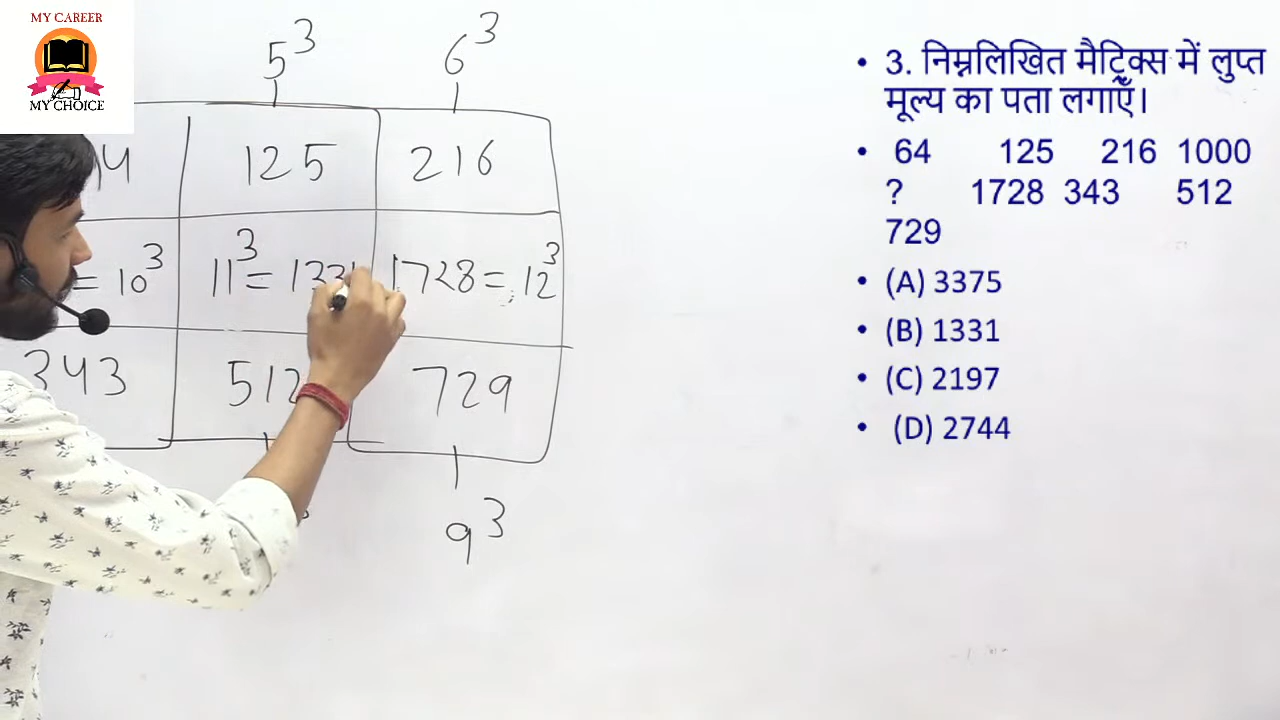 MY CAREER
MY CHOICE
5³ 6³
125 216
= 10³ 11³ = 1331 1728 = 12³
343 512 729
9³
• 3. निम्नलिखित मैट्रिक्स में लुप्त
मूल्य का पता लगाएँ।
• 64 125 216 1000
? 1728 343 512
729
• (A) 3375
• (B) 1331
• (C) 2197
• (D) 2744